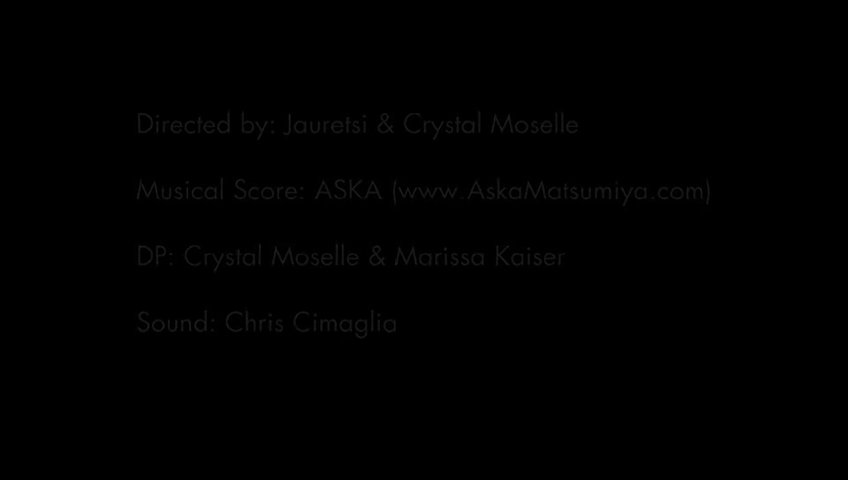 Directed by: Jauretsi & Crystal Moselle
Musical Score: ASKA (www.AskaMatsumiya.com)
DP: Crystal Moselle & Marissa Kaiser
Sound: Chris Cimaglia